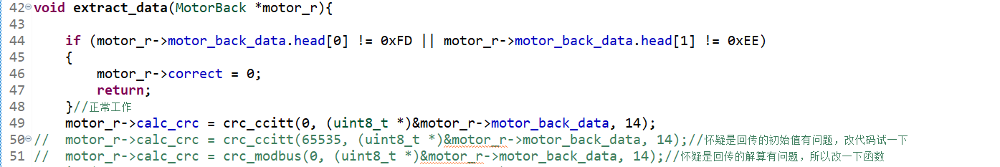 42 void extract_data(MotorBack *motor_r){
43
44     if (motor_r->motor_back_data.head[0] != 0xFD || motor_r->motor_back_data.head[1] != 0xEE)
45     {
46         motor_r->correct = 0;
47         return;
48     }//正常工作
49     motor_r->calc_crc = crc_ccitt(0, (uint8_t *)&motor_r->motor_back_data, 14);
50 //  motor_r->calc_crc = crc_ccitt(65535, (uint8_t *)&motor_r->motor_back_data, 14);//怀疑是回传的初始值有问题，改代码试一下
51 //  motor_r->calc_crc = crc_modbus(0, (uint8_t *)&motor_r->motor_back_data, 14);//怀疑是回传的解算有问题，所以改一下函数